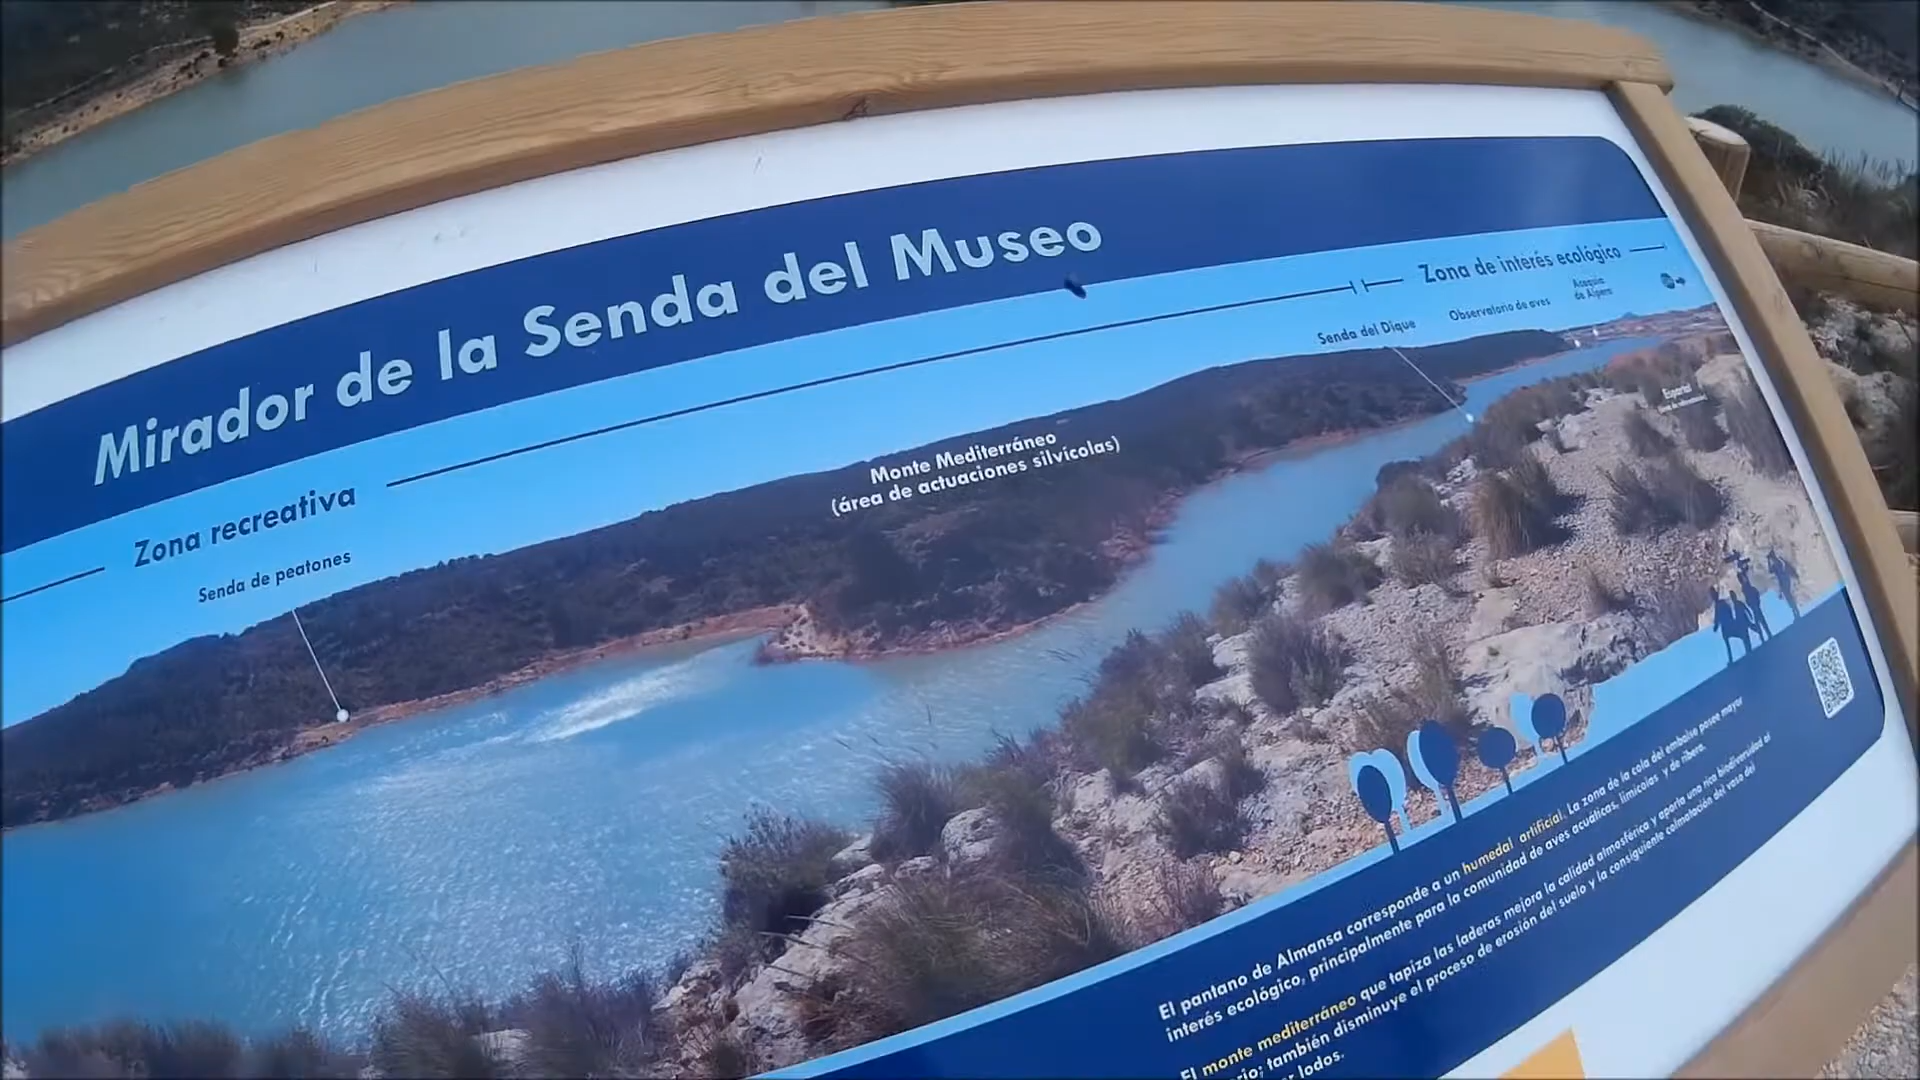 Mirador de la Senda del Museo
Zona recreativa
Zona de interés ecológico
Senda de peatones
Monte Mediterráneo
(área de actuaciones silvícolas)
Senda del Dique
Observatorio de aves
Acequia
de Alpera
Espartal
El pantano de Almansa corresponde a un humedal artificial. La zona de la cola del embalse posee mayor
interés ecológico, principalmente para la comunidad de aves acuáticas, limícolas y de ribera.
El monte mediterráneo que tapiza las laderas mejora la calidad atmosférica y aporta una rica biodiversidad al
también disminuye el proceso de erosión del suelo y la consiguiente colmatación del vaso del
lodos.